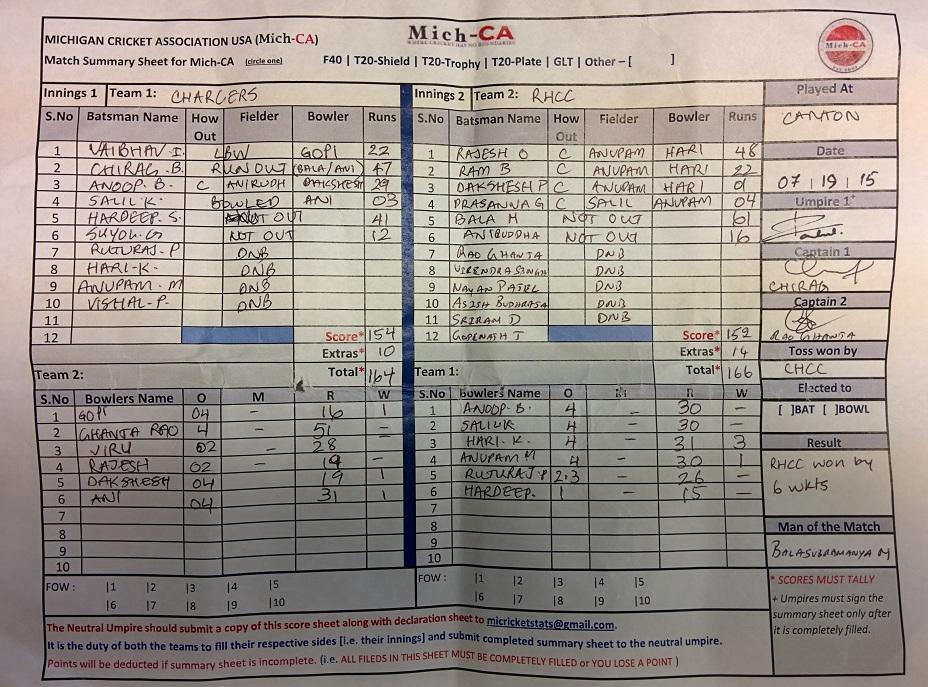 MICHIGAN CRICKET ASSOCIATION USA (Mich-CA)
Mich-CA
WHERE CRICKET HAS NO BOUNDARIES
Mich-CA
Match Summary Sheet for Mich-CA (circle one) F40 | T20-Shield | T20-Trophy | T20-Plate | GLT | Other – [ ]
Innings 1 Team 1: CHARGERS
S.No Batsman Name How Out Fielder Bowler Runs
1 VAIBHAV-I. LBW GOPI 22
2 CHIRAG.B. RUN OUT (BALA/ANI) 47
3 ANOOP.B. C ANIRUDH DAKSHESH 29
4 SALIL K. BOWLED ANI 03
5 HARDEEP.S. NOT OUT 41
6 SUYOG.G NOT OUT 12
7 RUTURAJ-P DNB
8 HARI-K. DNB
9 ANUPAM-M DNB
10 VISHAL-P. DNB
11
12 Score* 154
Extras* 10
Total* 164
Innings 2 Team 2: RHCC
S.No Batsman Name How Out Fielder Bowler Runs
1 RAJESH O C ANUPAM HARI 48
2 RAM B C ANUPAM HARI 22
3 DAKSHESH P C ANUPAM HARI 01
4 PRASANNA G C SALIL ANUPAM 04
5 BALA M NOT OUT 61
6 ANIRUDDHA NOT OUT 16
7 RAO GHANTA DNB
8 VIRENDRA SINGH DNB
9 NAYAN PATEL DNB
10 ASISH BUDHRAJA DNB
11 SRIRAM D DNB
12 GOPINATH T Score* 152
Extras* 14
Total* 166
Played At
CANTON
Date
07 | 19 | 15
Umpire 1*
Captain 1
CHIRAG
Captain 2
RAO GHANTA
Toss won by
CHCC
Elected to
[ ]BAT [ ]BOWL
Result
RHCC won by
6 wkts
Man of the Match
BALASUBRAMANYA M
* SCORES MUST TALLY
+ Umpires must sign the
summary sheet only after
it is completely filled.
Team 2:
S.No Bowlers Name O M R W
1 GOPI 04 – 16 1
2 GHANTA RAO 4 – 51 –
3 VIRU 02 – 28 –
4 RAJESH 02 – 19 –
5 DAKSHESH 04 19 1
6 ANI 04 31 1
7
8
9
10
FOW : |1 |2 |3 |4 |5
|6 |7 |8 |9 |10
Team 1:
S.No Bowlers Name O M R W
1 ANOOP-B. 4 – 30 –
2 SALIL K 4 – 30 –
3 HARI-K. 4 – 31 3
4 ANUPAM M 4 – 30 1
5 RUTURAJ P 2.3 – 26 –
6 HARDEEP. 1 – 15 –
7
8
9
10
FOW : |1 |2 |3 |4 |5
|6 |7 |8 |9 |10
The Neutral Umpire should submit a copy of this score sheet along with declaration sheet to micricketstats@gmail.com.
It is the duty of both the teams to fill their respective sides [i.e. their innings] and submit completed summary sheet to the neutral umpire.
Points will be deducted if summary sheet is incomplete. (i.e. ALL FILEDS IN THIS SHEET MUST BE COMPLETELY FILLED or YOU LOSE A POINT )